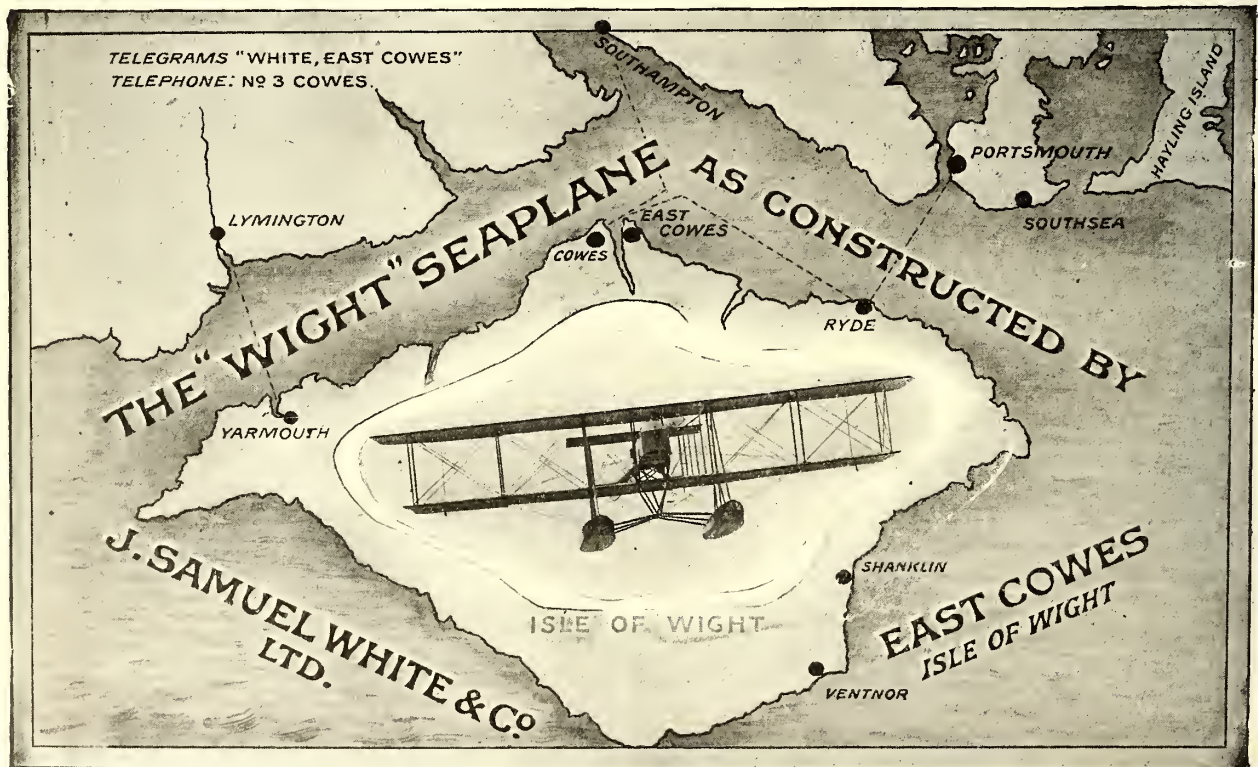 TELEGRAMS "WHITE, EAST COWES"
TELEPHONE: No 3 COWES.
SOUTHAMPTON
HAYLING ISLAND
PORTSMOUTH
SOUTHSEA
LYMINGTON
EAST
COWES
COWES
RYDE
THE "WIGHT" SEAPLANE AS CONSTRUCTED BY
YARMOUTH
SHANKLIN
ISLE OF WIGHT
VENTNOR
J. SAMUEL WHITE & Co
LTD.
EAST COWES
ISLE OF WIGHT